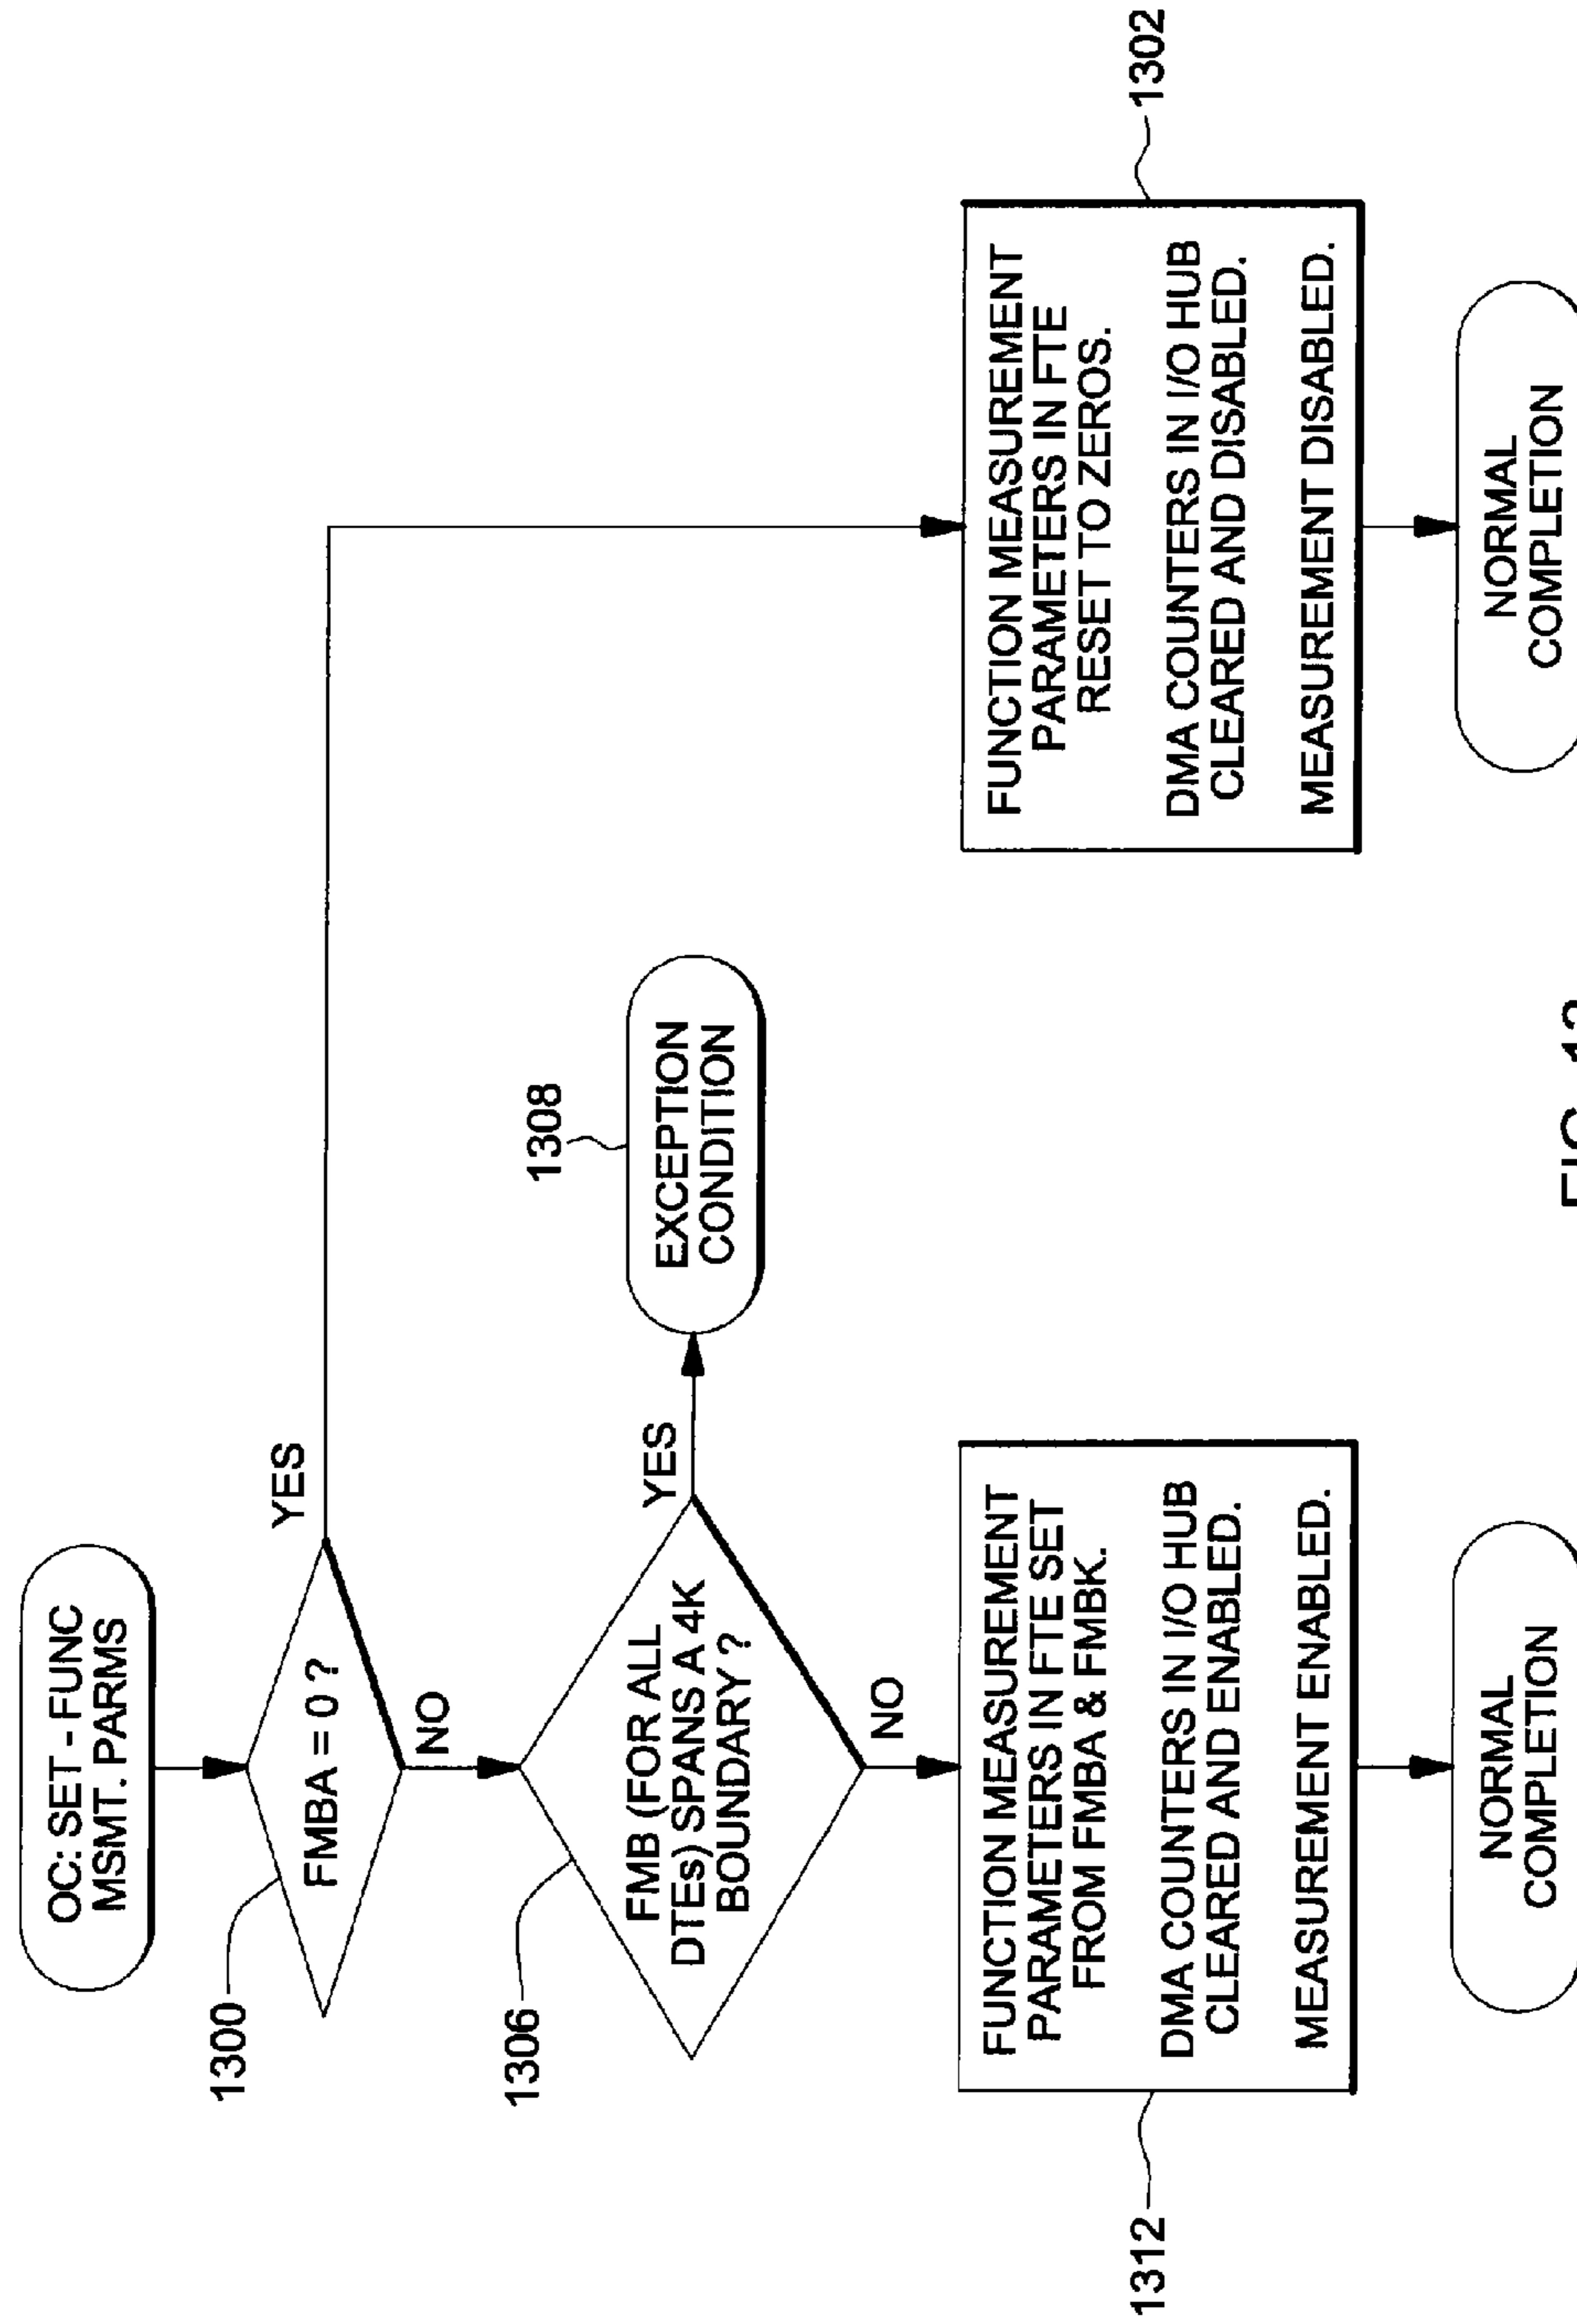 OC: SET - FUNC
MSMT. PARMS
1300
FMBA = 0 ?
YES
NO
1306
FMB (FOR ALL
DTEs) SPANS A 4K
BOUNDARY ?
YES
1308
EXCEPTION
CONDITION
NO
1312
FUNCTION MEASUREMENT
PARAMETERS IN FTE SET
FROM FMBA & FMBK.
DMA COUNTERS IN I/O HUB
CLEARED AND ENABLED.
MEASUREMENT ENABLED.
NORMAL
COMPLETION
1302
FUNCTION MEASUREMENT
PARAMETERS IN FTE
RESET TO ZEROS.
DMA COUNTERS IN I/O HUB
CLEARED AND DISABLED.
MEASUREMENT DISABLED.
NORMAL
COMPLETION
FIG. 13